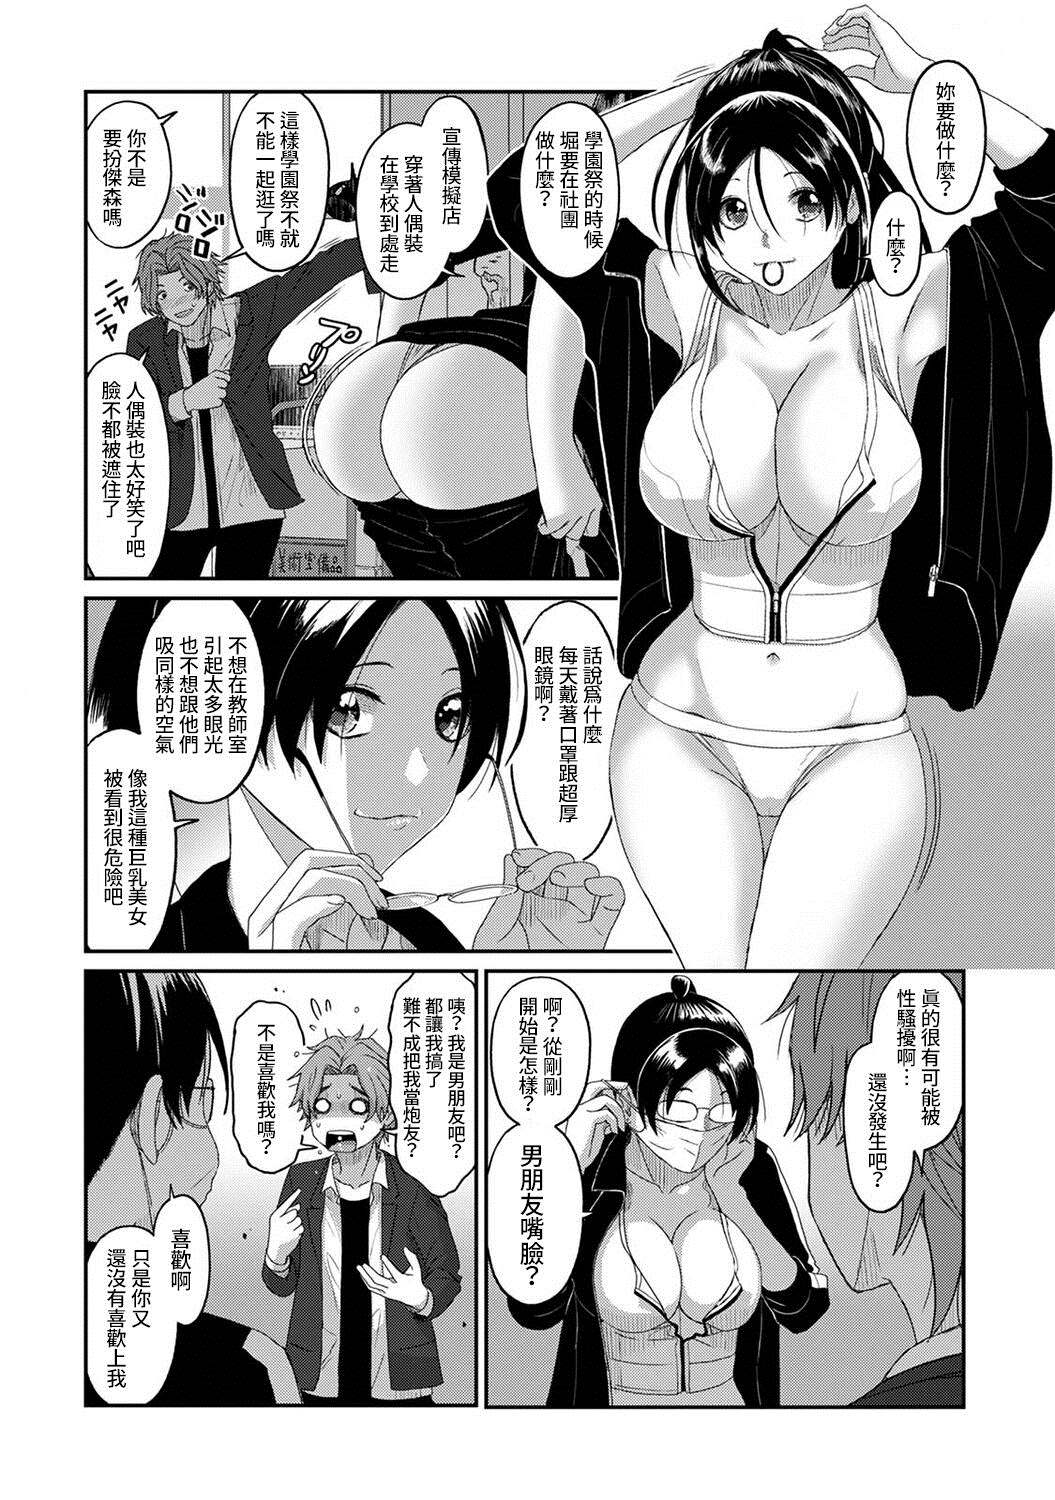 妳要做什麼？
什麼？
學園祭的時候
堀要在社團
做什麼？
宣傳模擬店
穿著人偶裝
在學校到處走
這樣學園祭不就
不能一起逛了嗎
你不是
要扮傑森嗎
ゾロ
ゾロ
ニヤ
ニヤ
プリッ
人偶裝也太好笑了吧
臉不都被遮住了
美術室備品
話說為什麼
每天戴著口罩跟超厚
眼鏡啊？
不想在教師室
引起太多眼光
也不想跟他們
吸同樣的空氣
像我這種巨乳美女
被看到很危險吧
真的很有可能被
性騷擾啊…
還沒發生吧？
啊？從剛剛
開始是怎樣？
男朋友嘴臉？
咦？我是男朋友吧？
都讓我搞了
難不成把我當炮友？
不是喜歡我嗎？
喜歡啊
只是你又
還沒有喜歡上我